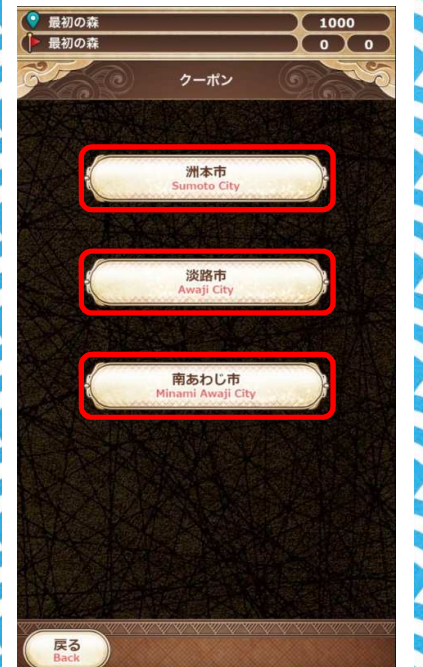 最初の森 1000
最初の森 0 0
クーポン
洲本市
Sumoto City
淡路市
Awaji City
南あわじ市
Minami Awaji City
戻る
Back